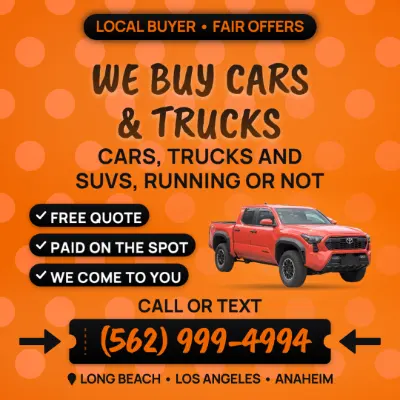 LOCAL BUYER • FAIR OFFERS
WE BUY CARS
& TRUCKS
CARS, TRUCKS AND
SUVS, RUNNING OR NOT
FREE QUOTE
PAID ON THE SPOT
WE COME TO YOU
CALL OR TEXT
(562) 999-4994
LONG BEACH • LOS ANGELES • ANAHEIM